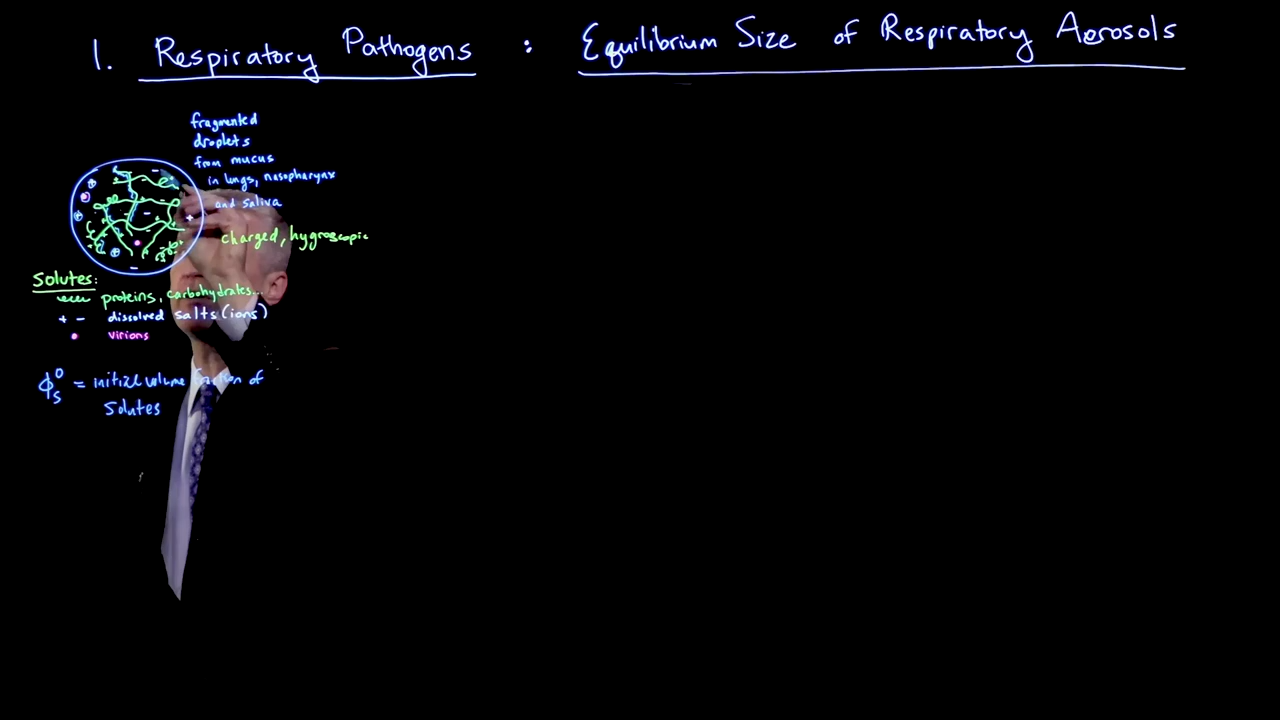 1. Respiratory Pathogens : Equilibrium Size of Respiratory Aerosols
fragmented
droplets
from mucus
in lungs, nasopharynx
and saliva
charged, hygroscopic
Solutes:
proteins, carbohydrates...
+ - dissolved salts (ions)
virions
ϕₛ⁰ = initial volume fraction of
solutes